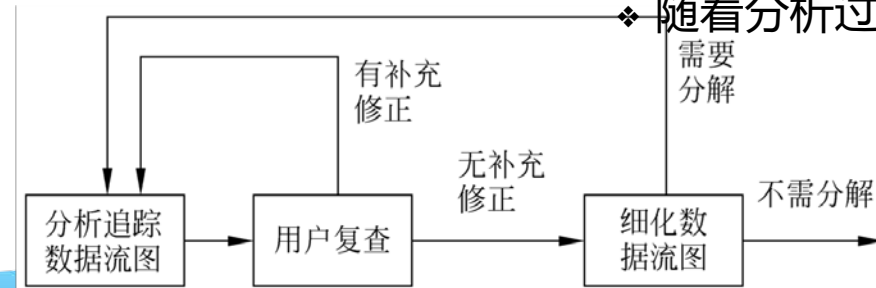 ❖ 随着分析过
需要
分解
有补充
修正
无补充
修正
不需分解
分析追踪
数据流图
用户复查
细化数
据流图